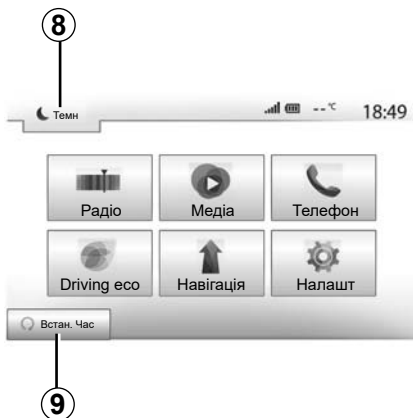 8
Темн
--°C 18:49
Радіо Медіа Телефон
Driving eco Навігація Налашт
Встан. Час
9